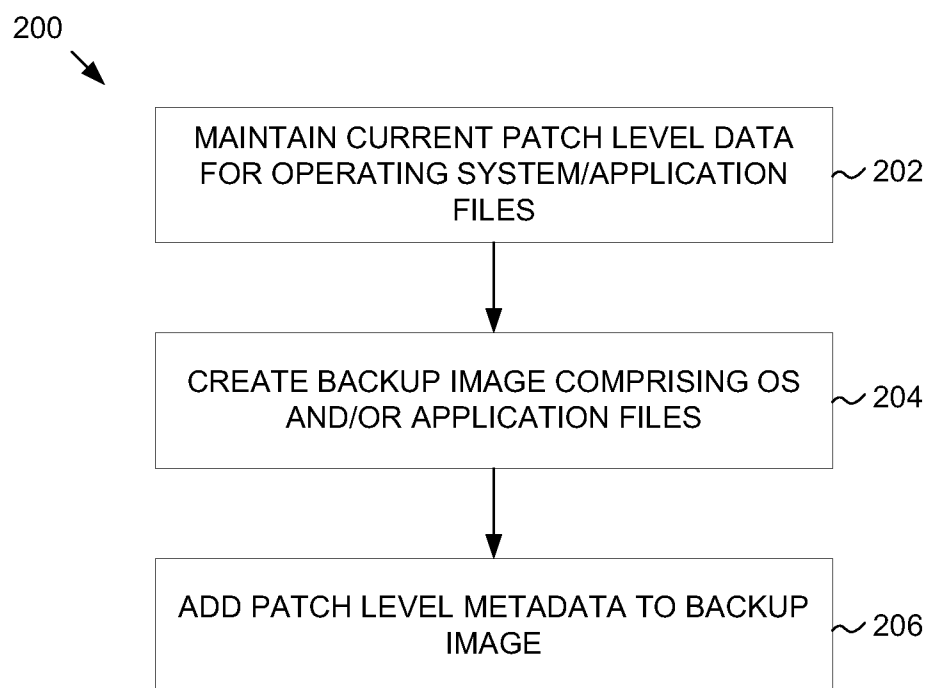 200
MAINTAIN CURRENT PATCH LEVEL DATA
FOR OPERATING SYSTEM/APPLICATION
FILES
202
CREATE BACKUP IMAGE COMPRISING OS
AND/OR APPLICATION FILES
204
ADD PATCH LEVEL METADATA TO BACKUP
IMAGE
206